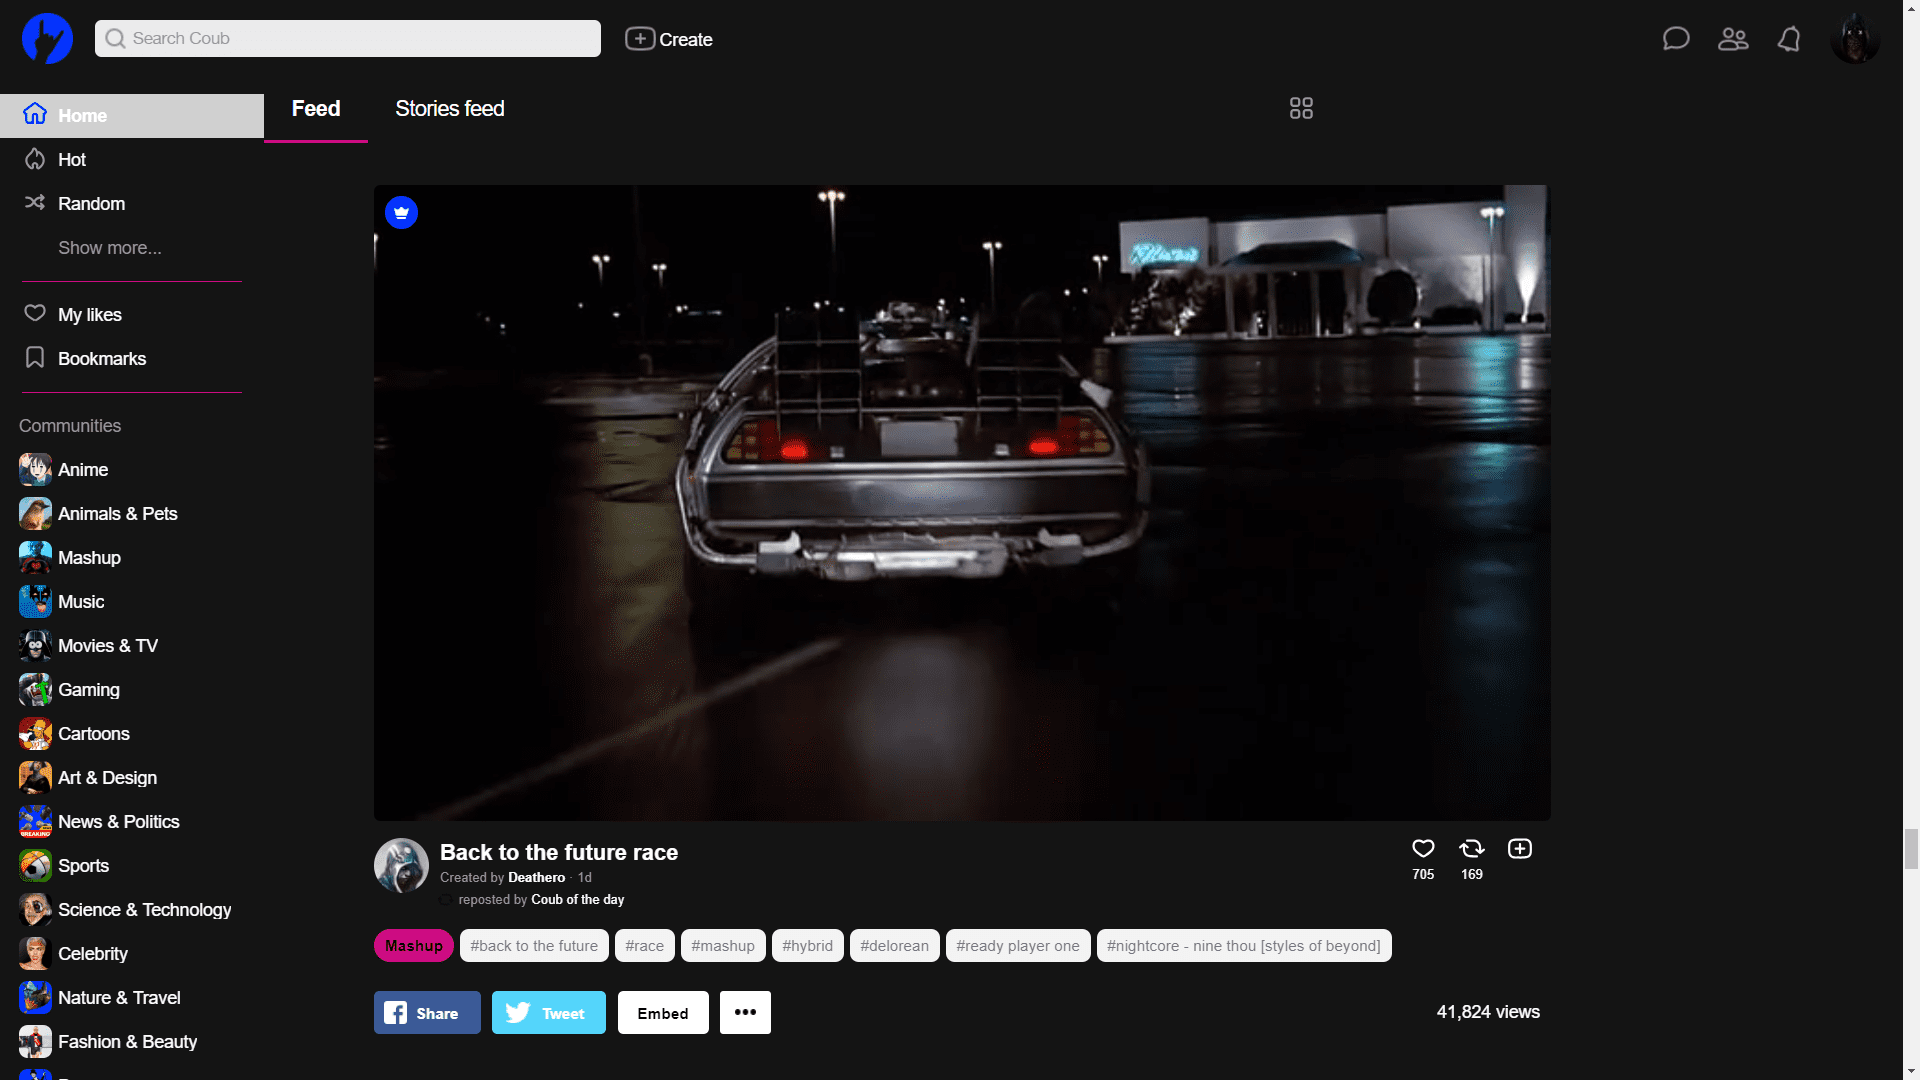 Search Coub
Create
Home
Hot
Random
Show more...
My likes
Bookmarks
Communities
Anime
Animals & Pets
Mashup
Music
Movies & TV
Gaming
Cartoons
Art & Design
News & Politics
BREAKING
Sports
Science & Technology
Celebrity
Nature & Travel
Fashion & Beauty
Feed
Stories feed
Back to the future race
Created by Deathero · 1d
reposted by Coub of the day
705
169
Mashup
#back to the future
#race
#mashup
#hybrid
#delorean
#ready player one
#nightcore - nine thou [styles of beyond]
Share
Tweet
Embed
•••
41,824 views